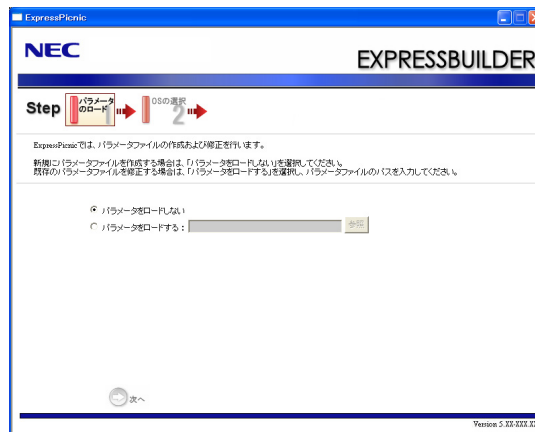 ExpressPicnic
NEC
EXPRESSBUILDER
Step パラメータのロード 1 OSの選択 2
ExpressPicnicでは、パラメータファイルの作成および修正を行います。
新規にパラメータファイルを作成する場合は、「パラメータをロードしない」を選択してください。
既存のパラメータファイルを修正する場合は、「パラメータをロードする」を選択し、パラメータファイルのパスを入力してください。
パラメータをロードしない
パラメータをロードする： 参照
次へ
Version 5.XX-XXX.XX